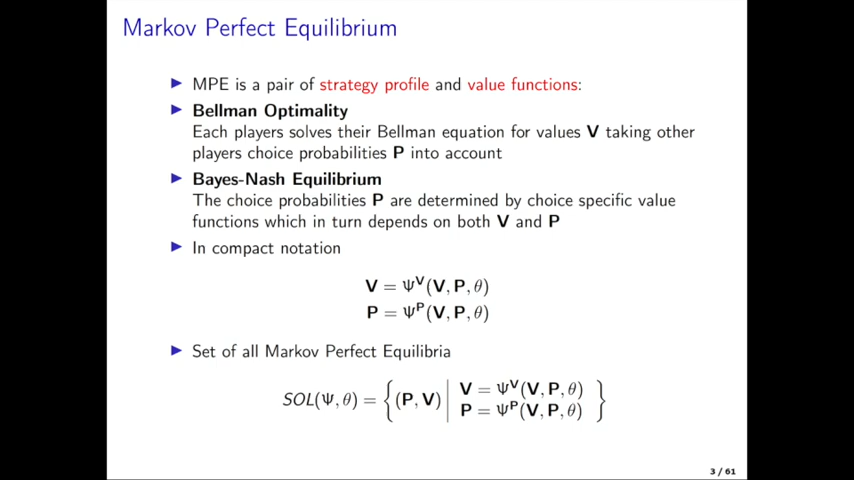 Markov Perfect Equilibrium
▶ MPE is a pair of strategy profile and value functions:
▶ Bellman Optimality
Each players solves their Bellman equation for values V taking other
players choice probabilities P into account
▶ Bayes-Nash Equilibrium
The choice probabilities P are determined by choice specific value
functions which in turn depends on both V and P
▶ In compact notation
V = Ψ^V(V, P, θ)
P = Ψ^P(V, P, θ)
▶ Set of all Markov Perfect Equilibria
SOL(Ψ, θ) = { (P, V) | V = Ψ^V(V, P, θ)
P = Ψ^P(V, P, θ) }
3 / 61